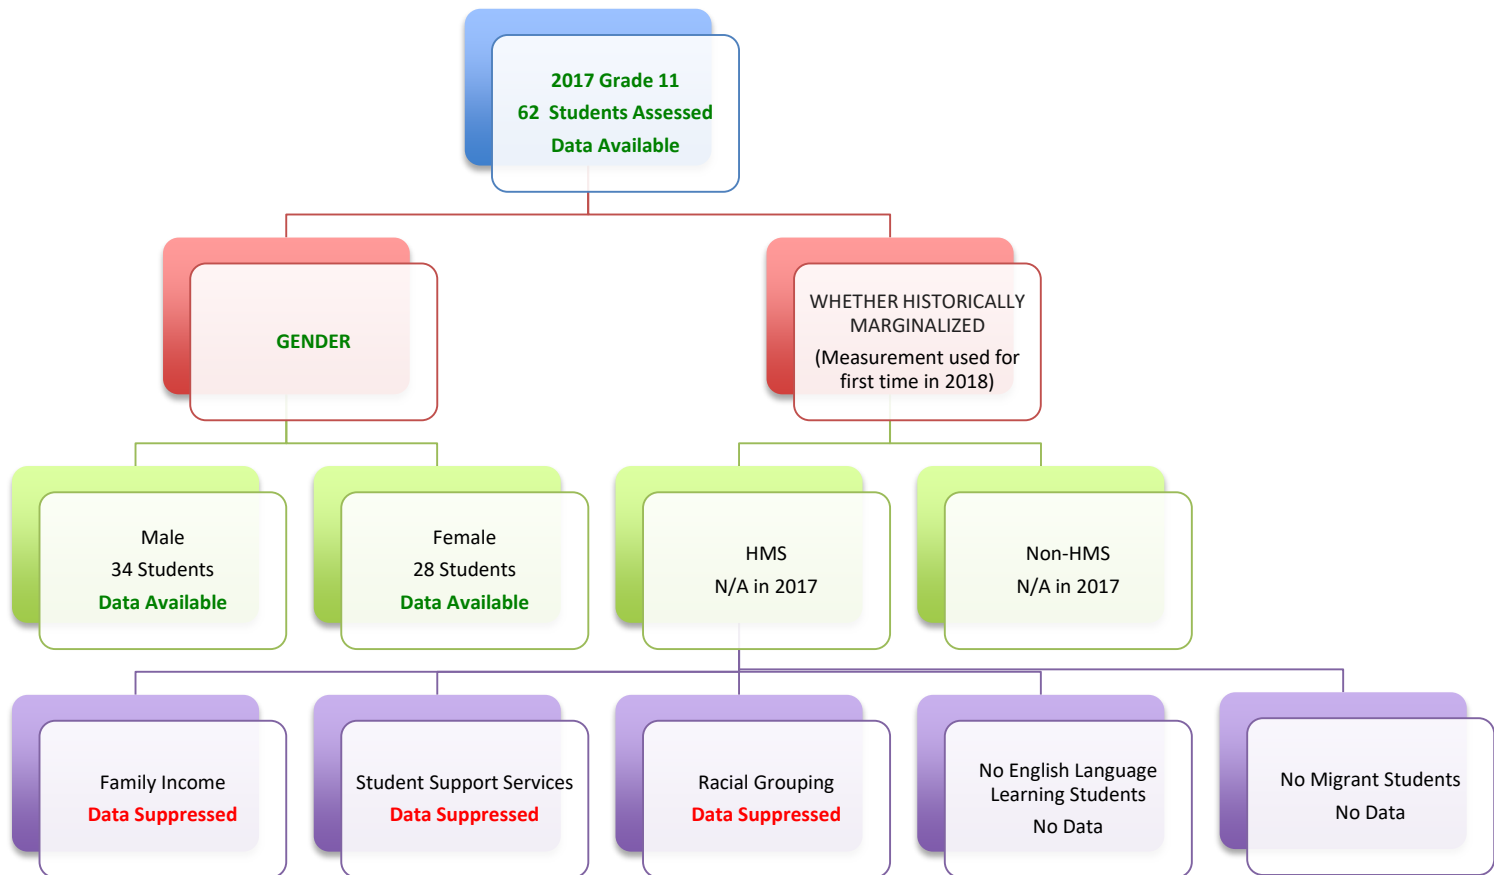 2017 Grade 11
62 Students Assessed
Data Available
GENDER
WHETHER HISTORICALLY
MARGINALIZED
(Measurement used for
first time in 2018)
Male
34 Students
Data Available
Female
28 Students
Data Available
HMS
N/A in 2017
Non-HMS
N/A in 2017
Family Income
Data Suppressed
Student Support Services
Data Suppressed
Racial Grouping
Data Suppressed
No English Language
Learning Students
No Data
No Migrant Students
No Data